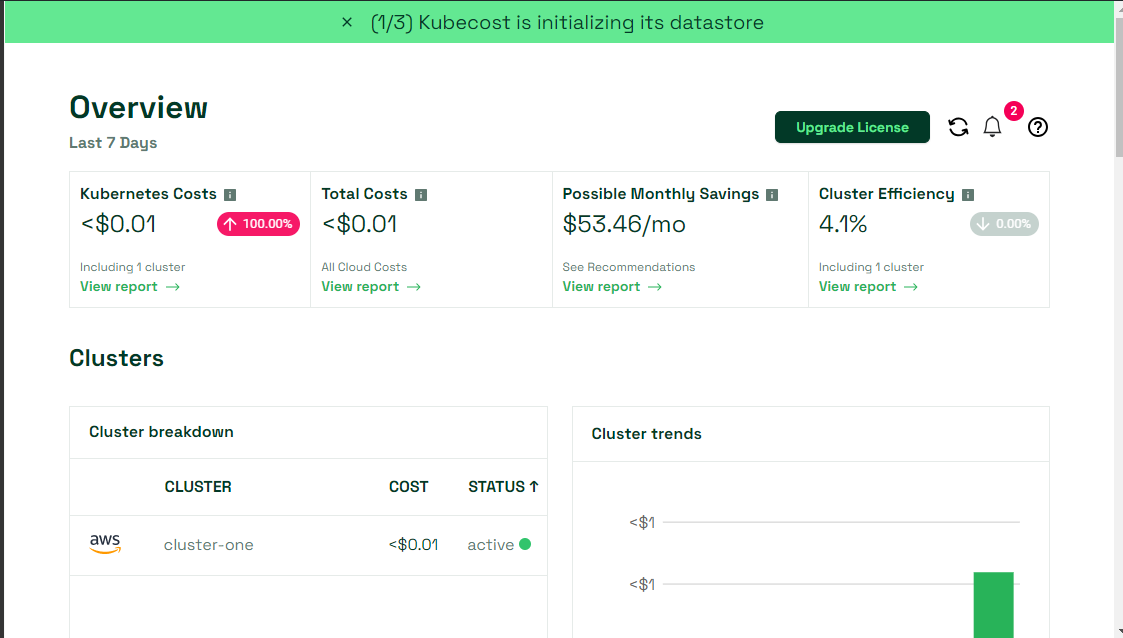 × (1/3) Kubecost is initializing its datastore
Overview
Last 7 Days
Upgrade License
2
Kubernetes Costs
<$0.01
100.00%
Including 1 cluster
View report →
Total Costs
<$0.01
All Cloud Costs
View report →
Possible Monthly Savings
$53.46/mo
See Recommendations
View report →
Cluster Efficiency
4.1%
0.00%
Including 1 cluster
View report →
Clusters
Cluster breakdown
CLUSTER COST STATUS ↑
aws cluster-one <$0.01 active
Cluster trends
<$1
<$1